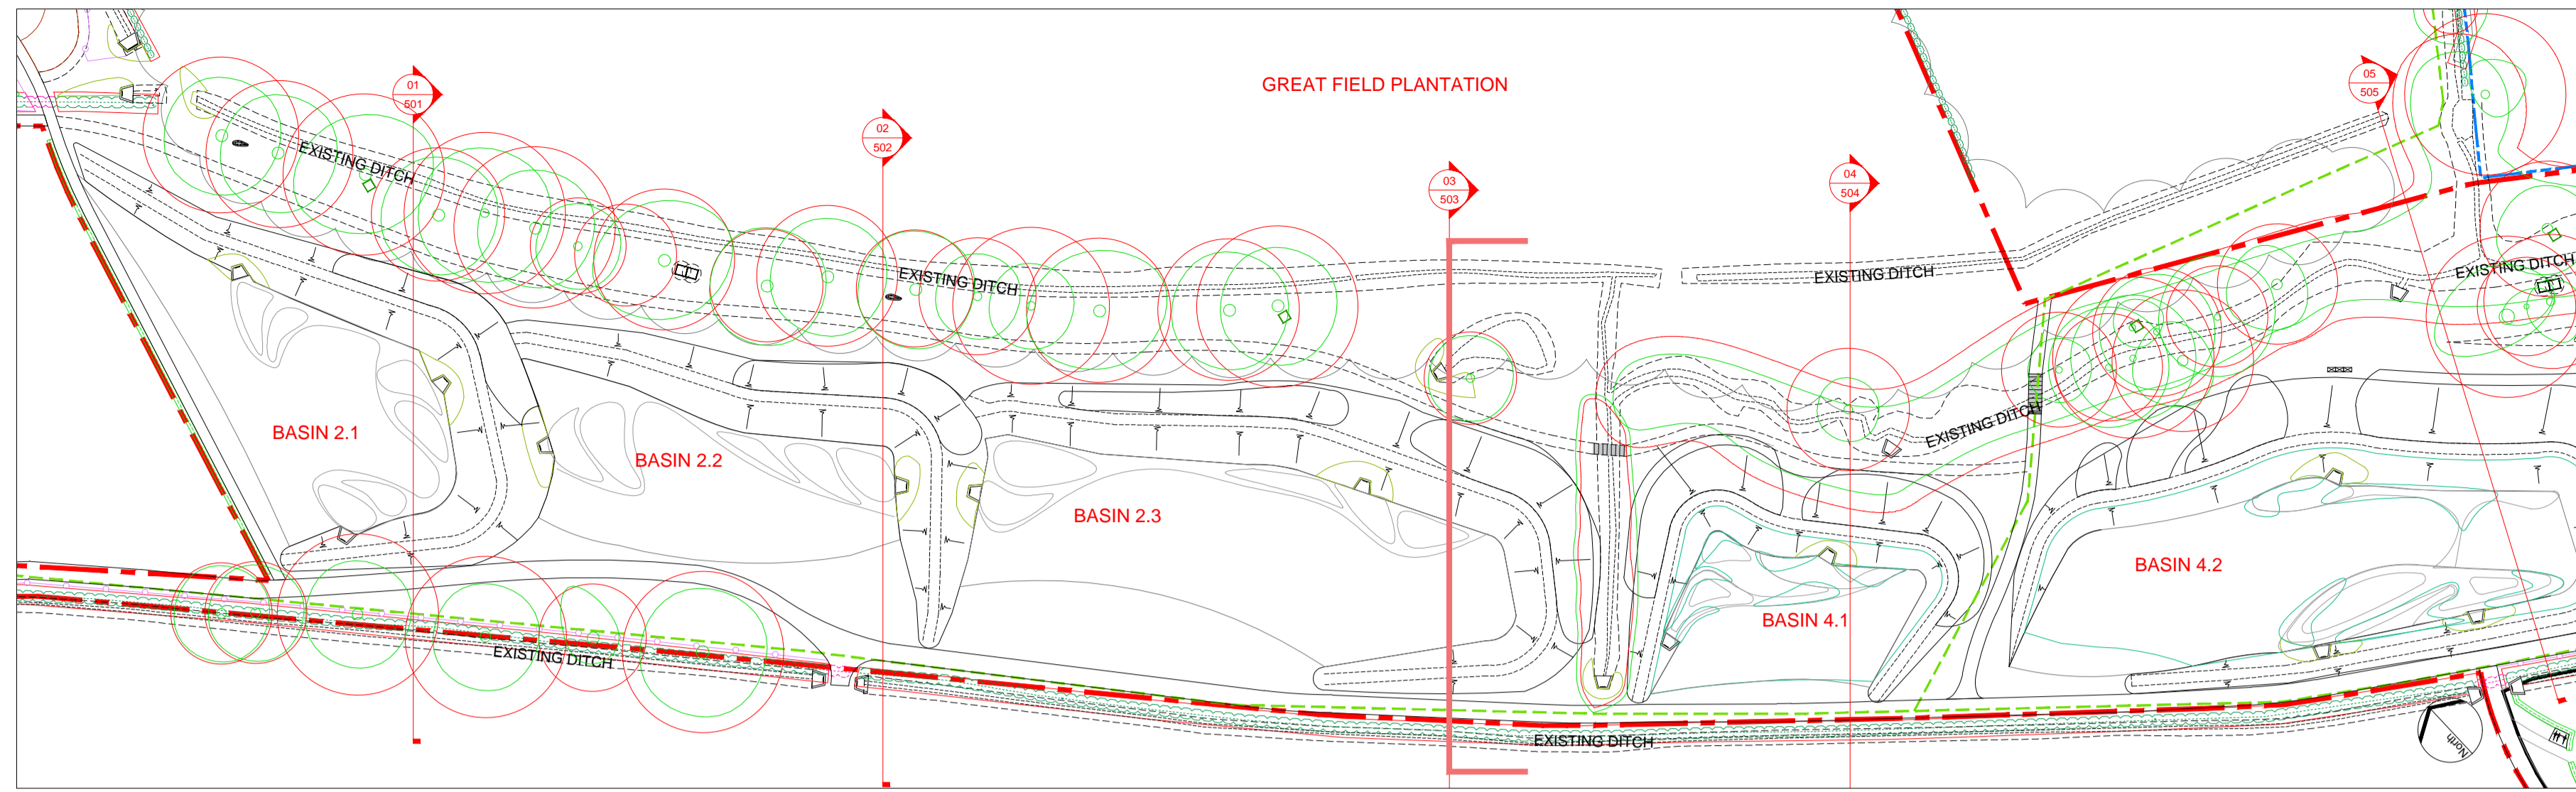 GREAT FIELD PLANTATION
01
501
02
502
03
503
04
504
05
505
EXISTING DITCH
EXISTING DITCH
EXISTING DITCH
EXISTING DITCH
EXISTING DITCH
BASIN 2.1
BASIN 2.2
BASIN 2.3
BASIN 4.1
BASIN 4.2
EXISTING DITCH
EXISTING DITCH
North